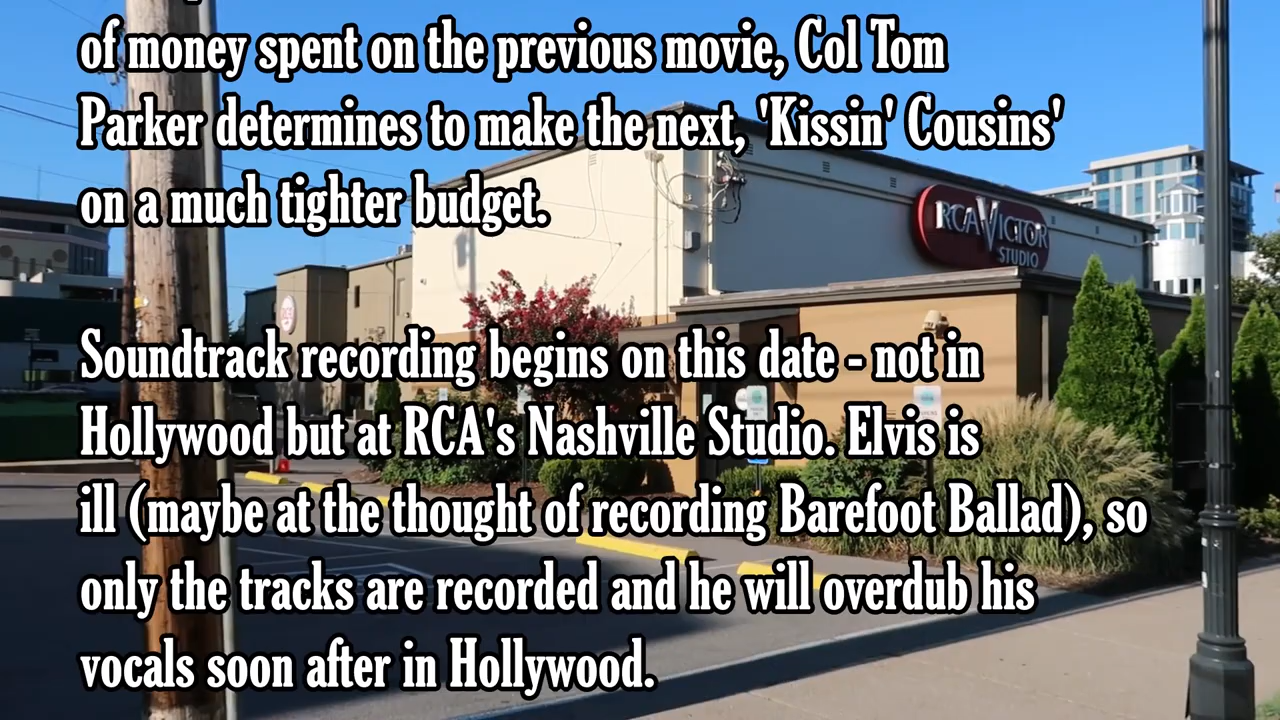 of money spent on the previous movie, Col Tom
Parker determines to make the next, 'Kissin' Cousins'
on a much tighter budget.
RCA VICTOR
STUDIO
Soundtrack recording begins on this date - not in
Hollywood but at RCA's Nashville Studio. Elvis is
ill (maybe at the thought of recording Barefoot Ballad), so
only the tracks are recorded and he will overdub his
vocals soon after in Hollywood.